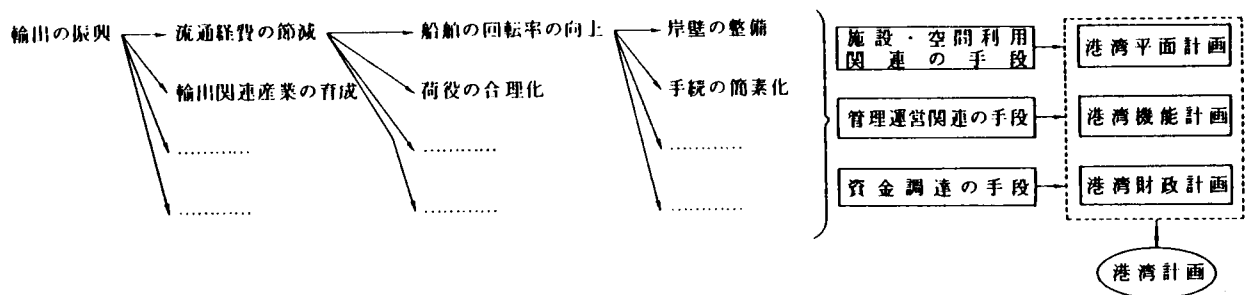 輸出の振興
流通経費の節減
船舶の回転率の向上
岸壁の整備
輸出関連産業の育成
荷役の合理化
手続の簡素化
…………
…………
…………
…………
…………
…………
施設・空間利用
関連の手段
管理運営関連の手段
資金調達の手段
港湾平面計画
港湾機能計画
港湾財政計画
港湾計画